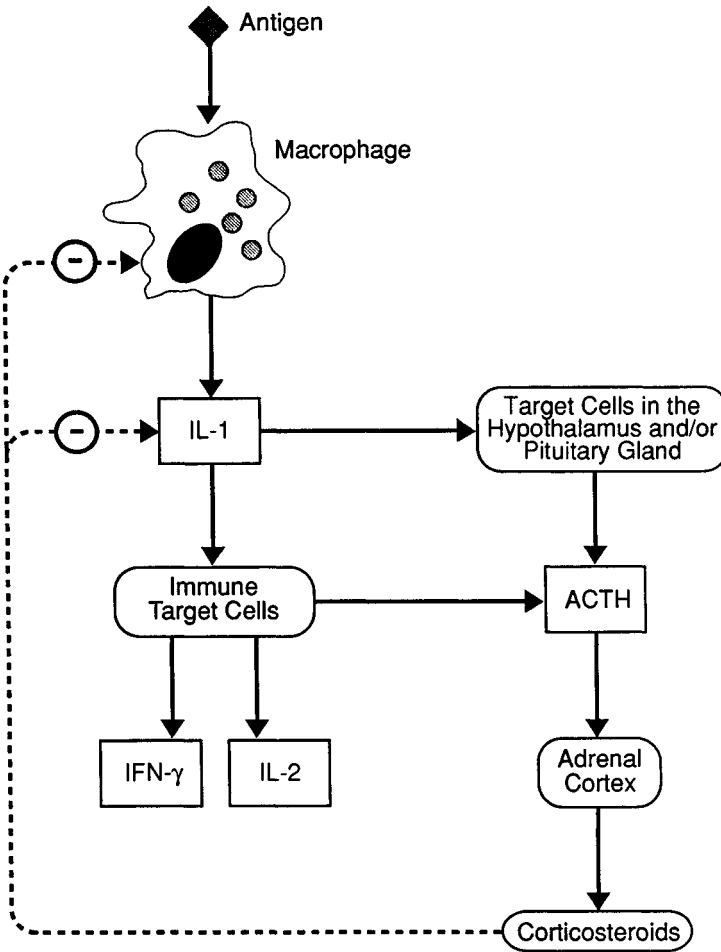 Antigen
Macrophage
−
−
IL-1
Target Cells in the
Hypothalamus and/or
Pituitary Gland
Immune
Target Cells
ACTH
IFN-γ
IL-2
Adrenal
Cortex
Corticosteroids